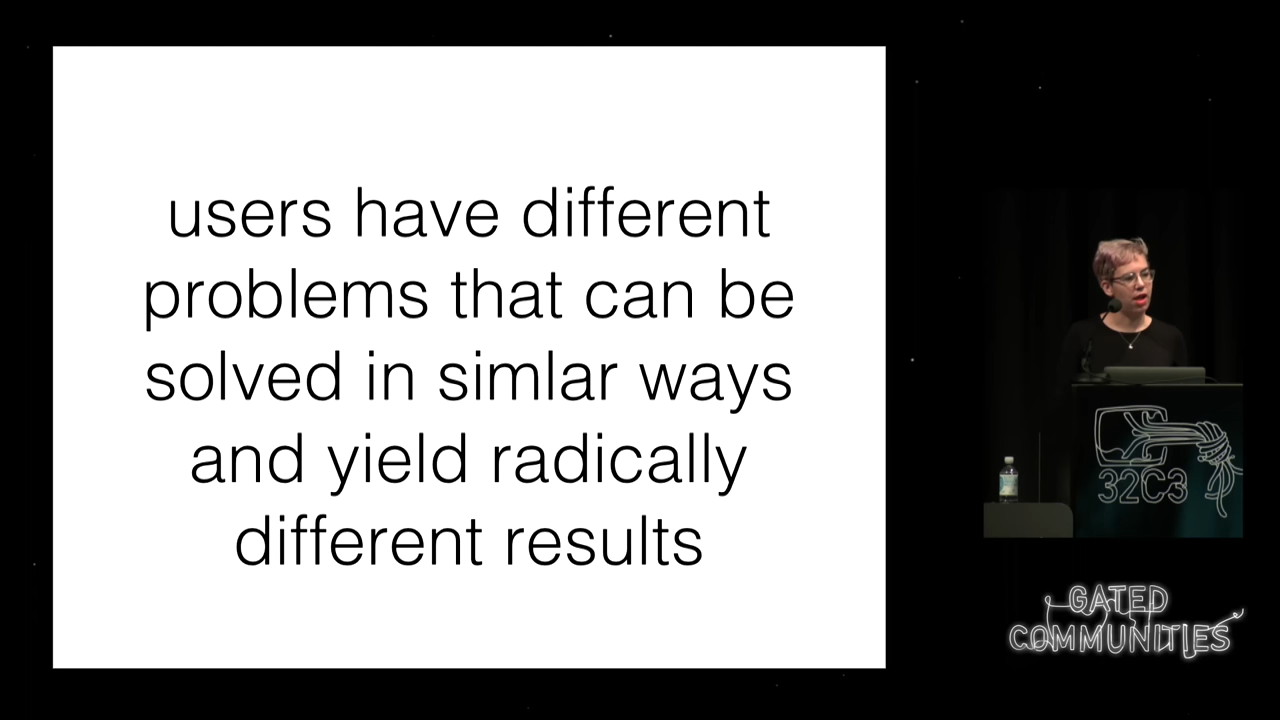 users have different
problems that can be
solved in simlar ways
and yield radically
different results
32C3
GATED
COMMUNITIES